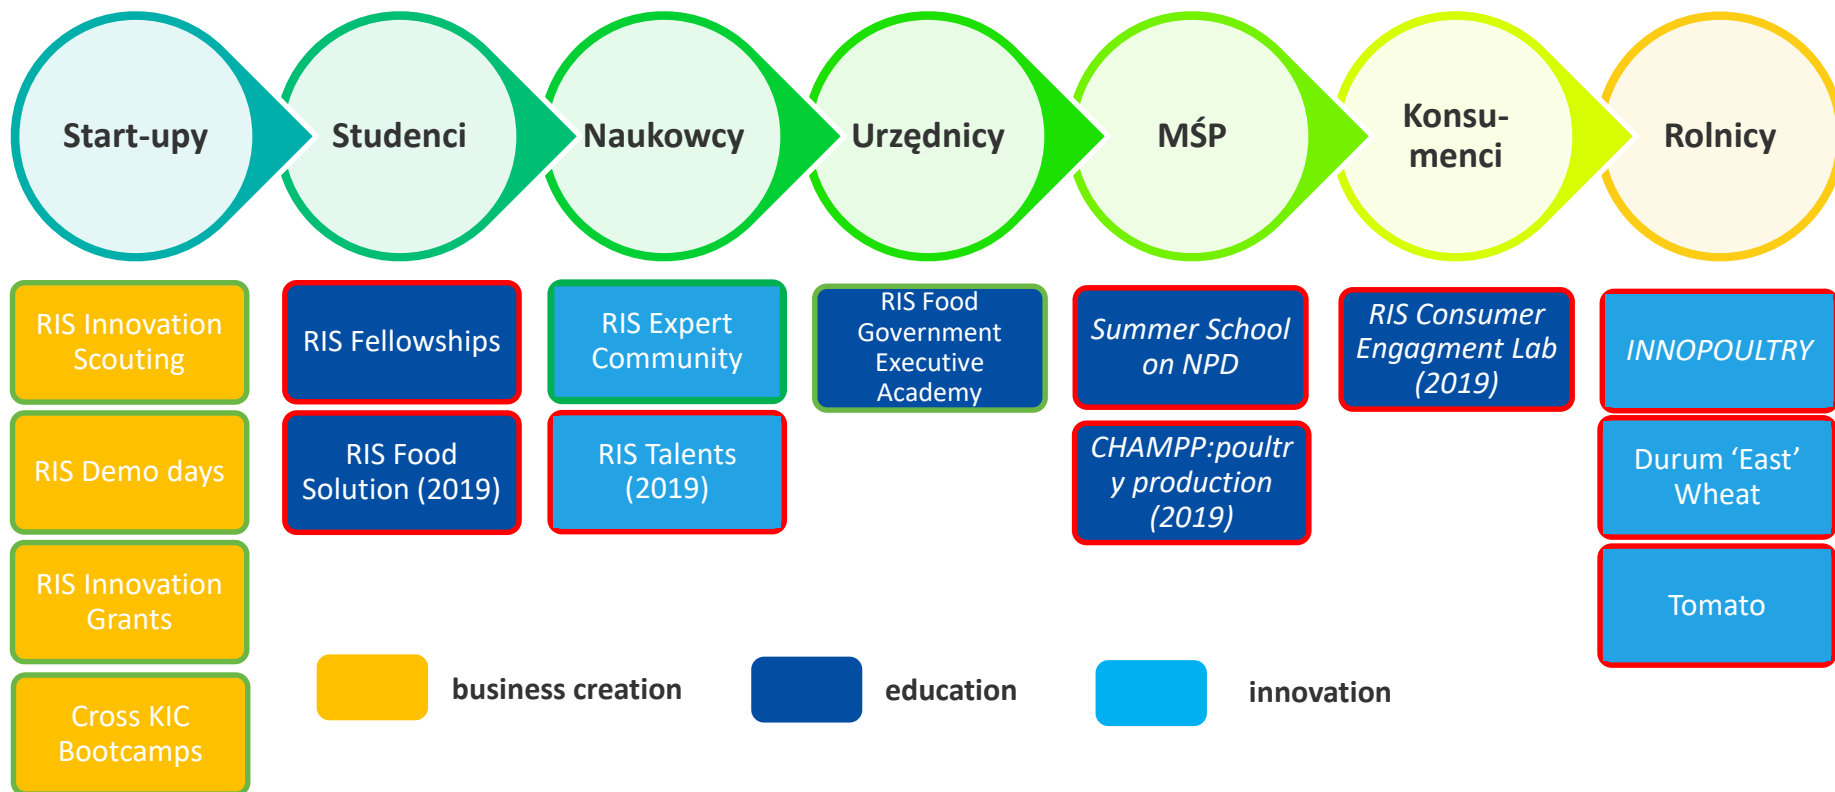 Start-upy
Studenci
Naukowcy
Urzędnicy
MŚP
Konsu-
menci
Rolnicy
RIS Innovation
Scouting
RIS Demo days
RIS Innovation
Grants
Cross KIC
Bootcamps
RIS Fellowships
RIS Food
Solution (2019)
RIS Expert
Community
RIS Talents
(2019)
RIS Food
Government
Executive
Academy
Summer School
on NPD
CHAMPP:poultr
y production
(2019)
RIS Consumer
Engagment Lab
(2019)
INNOPOULTRY
Durum ‘East’
Wheat
Tomato
business creation
education
innovation